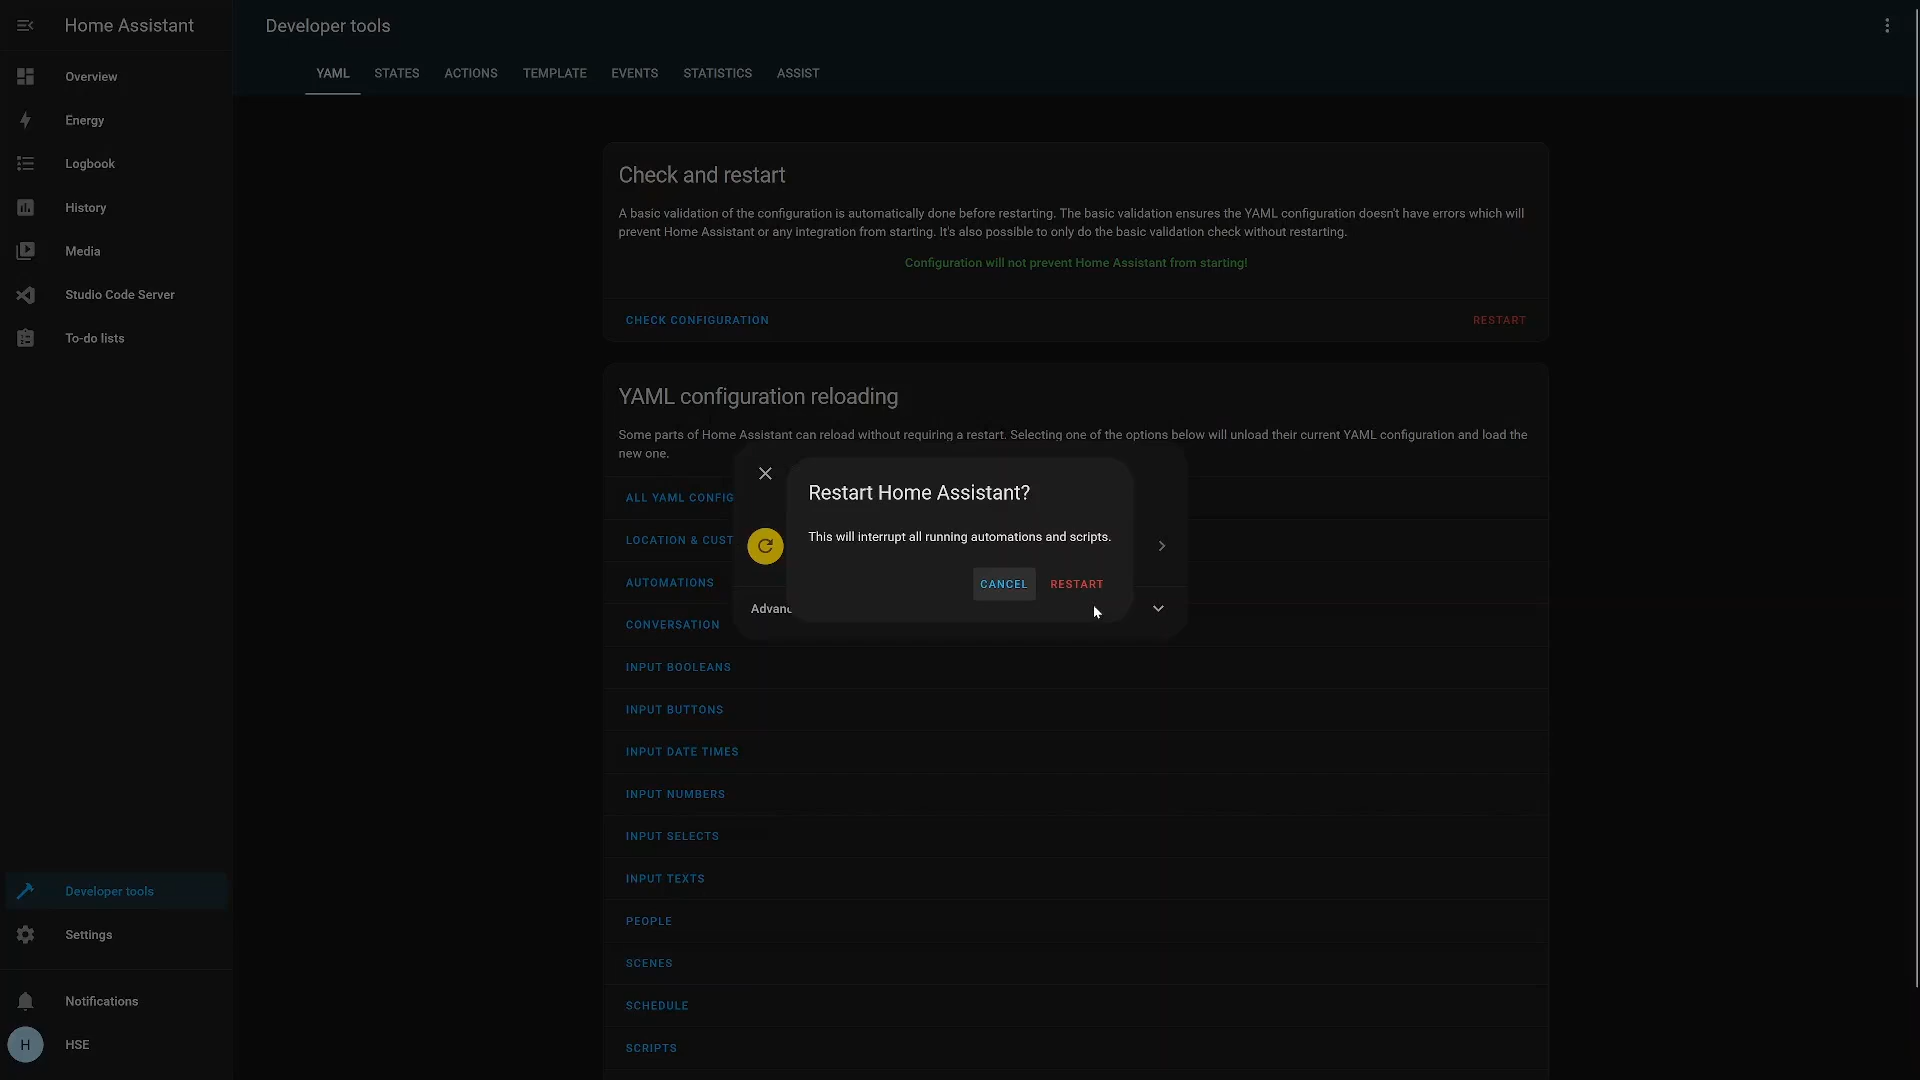 Home Assistant
Overview
Energy
Logbook
History
Media
Studio Code Server
To-do lists
Developer tools
Settings
Notifications
H
HSE
Developer tools
YAML
STATES
ACTIONS
TEMPLATE
EVENTS
STATISTICS
ASSIST
Check and restart
A basic validation of the configuration is automatically done before restarting. The basic validation ensures the YAML configuration doesn't have errors which will
prevent Home Assistant or any integration from starting. It's also possible to only do the basic validation check without restarting.
Configuration will not prevent Home Assistant from starting!
CHECK CONFIGURATION
RESTART
YAML configuration reloading
Some parts of Home Assistant can reload without requiring a restart. Selecting one of the options below will unload their current YAML configuration and load the
new one.
ALL YAML CONFIG
LOCATION & CUST
AUTOMATIONS
CONVERSATION
INPUT BOOLEANS
INPUT BUTTONS
INPUT DATE TIMES
INPUT NUMBERS
INPUT SELECTS
INPUT TEXTS
PEOPLE
SCENES
SCHEDULE
SCRIPTS
Restart Home Assistant?
This will interrupt all running automations and scripts.
CANCEL
RESTART
Advanc